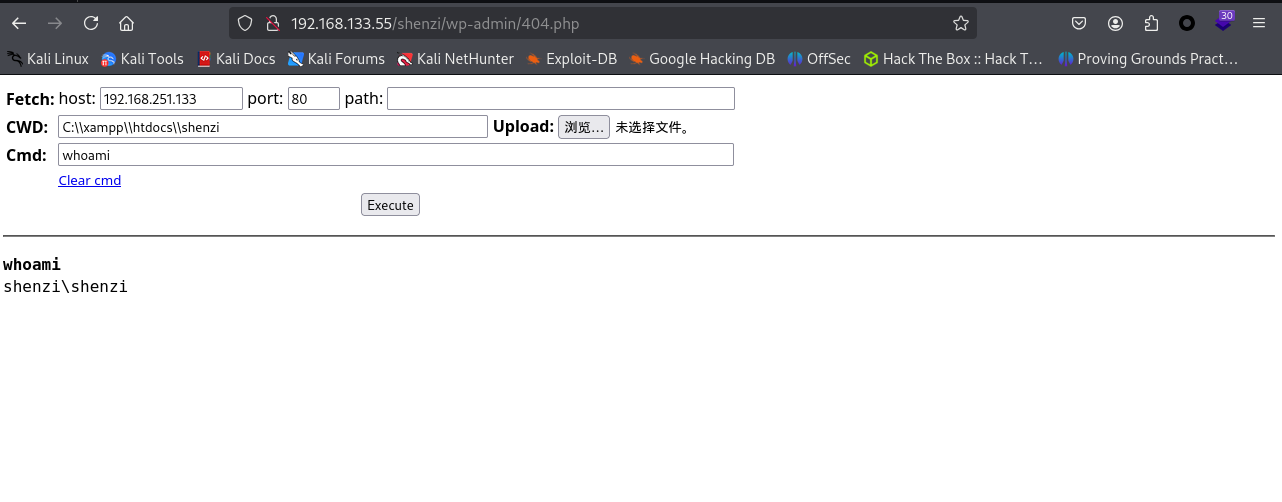 192.168.133.55/shenzi/wp-admin/404.php
30
Kali Linux Kali Tools Kali Docs Kali Forums Kali NetHunter Exploit-DB Google Hacking DB OffSec Hack The Box :: Hack T… Proving Grounds Pract…
Fetch: host: 192.168.251.133 port: 80 path:
CWD: C:\\xampp\\htdocs\\shenzi Upload: 浏览… 未选择文件。
Cmd: whoami
Clear cmd
Execute
whoami
shenzi\shenzi